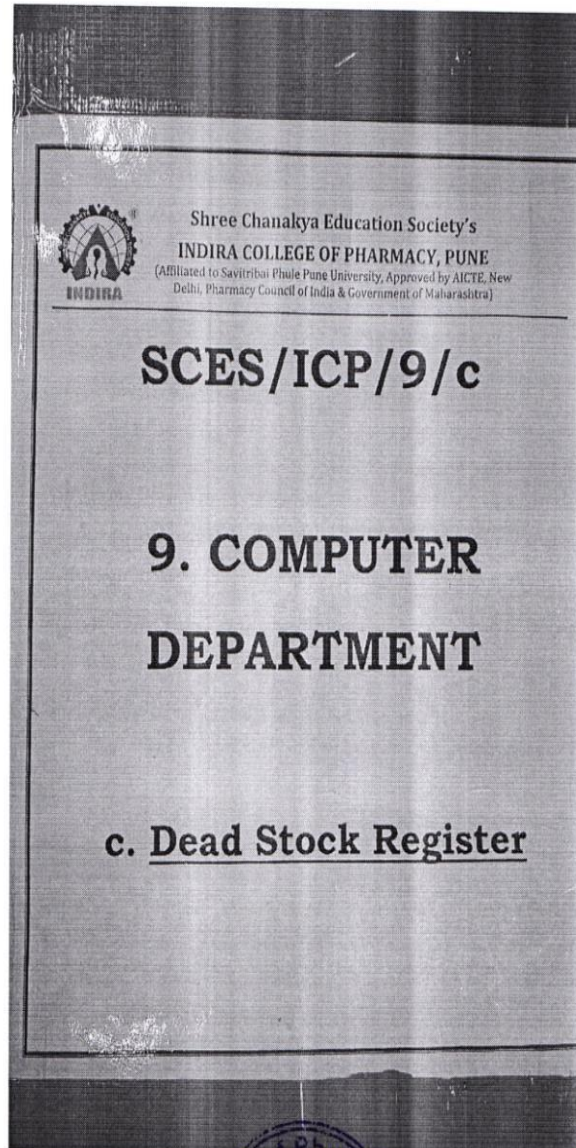 Shree Chanakya Education Society's
INDIRA COLLEGE OF PHARMACY, PUNE
(Affiliated to Savitribai Phule Pune University, Approved by AICTE, New
Delhi, Pharmacy Council of India & Government of Maharashtra)
INDIRA
SCES/ICP/9/c
9. COMPUTER
DEPARTMENT
c. Dead Stock Register